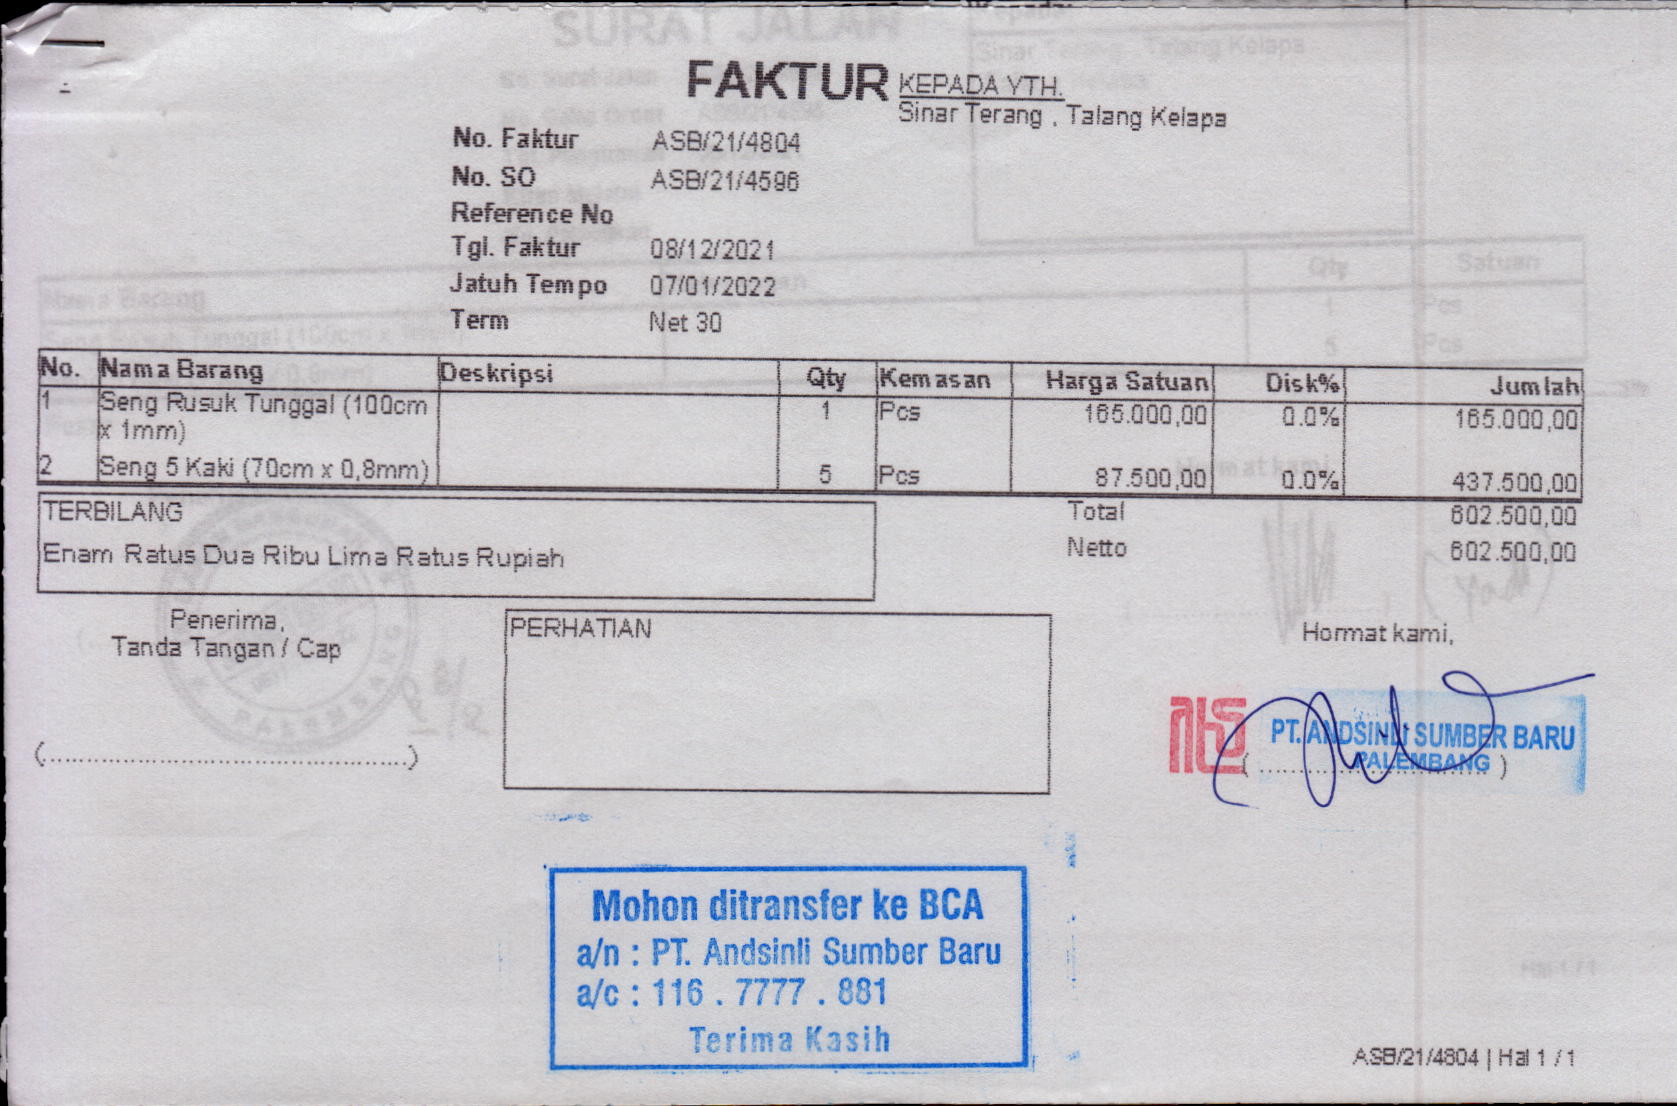 FAKTUR
KEPADA YTH.
Sinar Terang , Talang Kelapa
No. Faktur ASB/21/4804
No. SO ASB/21/4596
Reference No
Tgl. Faktur 08/12/2021
Jatuh Tempo 07/01/2022
Term Net 30
No. Nama Barang Deskripsi Qty Kemasan Harga Satuan Disk% Jumlah
1 Seng Rusuk Tunggal (100cm 1 Pcs 165.000,00 0.0% 165.000,00
x 1mm)
2 Seng 5 Kaki (70cm x 0,8mm) 5 Pcs 87.500,00 0.0% 437.500,00
TERBILANG
Enam Ratus Dua Ribu Lima Ratus Rupiah
Total 602.500,00
Netto 602.500,00
Penerima,
Tanda Tangan / Cap
(..................................................)
PERHATIAN
Hormat kami,
PT. ANDSINLI SUMBER BARU
PALEMBANG
Mohon ditransfer ke BCA
a/n : PT. Andsinli Sumber Baru
a/c : 116 . 7777 . 881
Terima Kasih
ASB/21/4804 | Hal 1 / 1